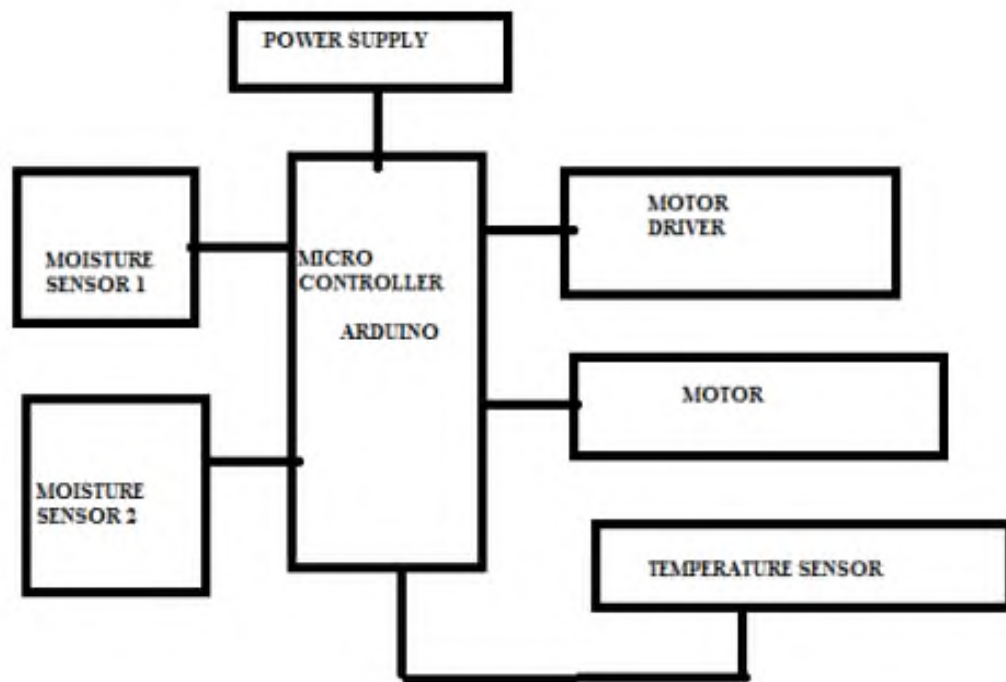 POWER SUPPLY
MOISTURE
SENSOR 1
MICRO
CONTROLLER
ARDUINO
MOTOR
DRIVER
MOTOR
MOISTURE
SENSOR 2
TEMPERATURE SENSOR